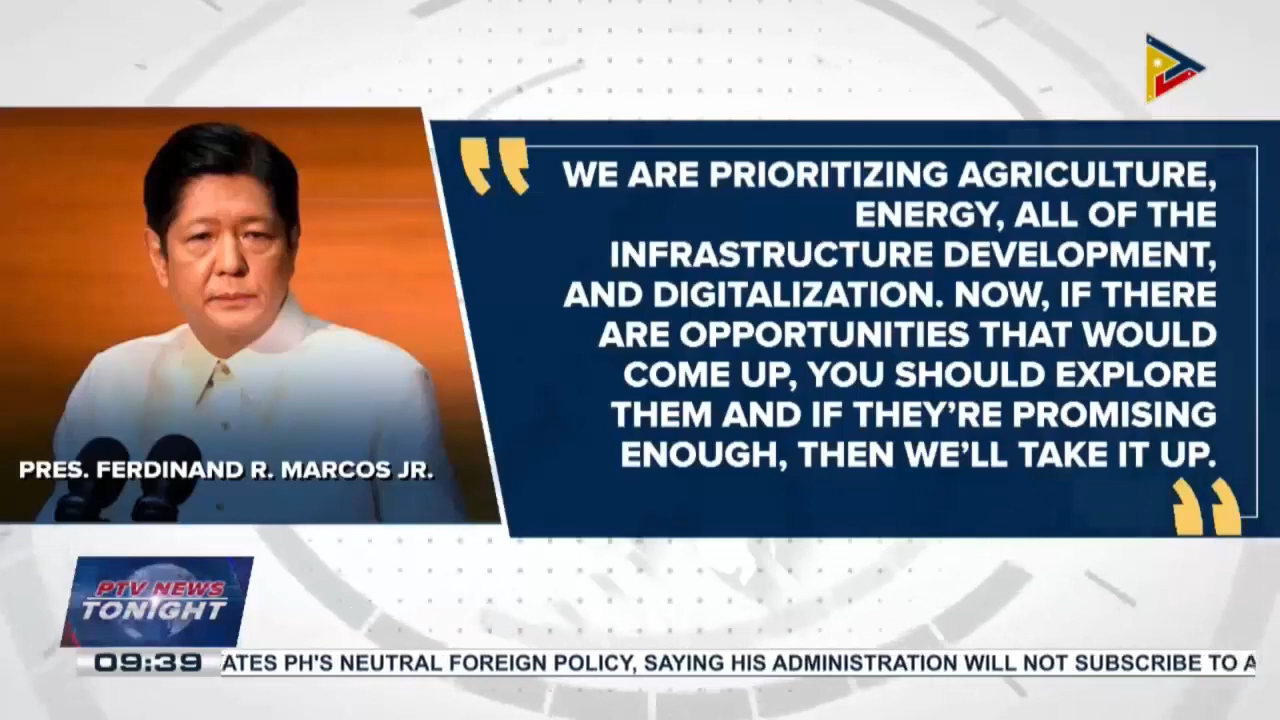 WE ARE PRIORITIZING AGRICULTURE,
ENERGY, ALL OF THE
INFRASTRUCTURE DEVELOPMENT,
AND DIGITALIZATION. NOW, IF THERE
ARE OPPORTUNITIES THAT WOULD
COME UP, YOU SHOULD EXPLORE
THEM AND IF THEY'RE PROMISING
ENOUGH, THEN WE'LL TAKE IT UP.
PRES. FERDINAND R. MARCOS JR.
PTV NEWS
TONIGHT
09:39 ATES PH'S NEUTRAL FOREIGN POLICY, SAYING HIS ADMINISTRATION WILL NOT SUBSCRIBE TO A